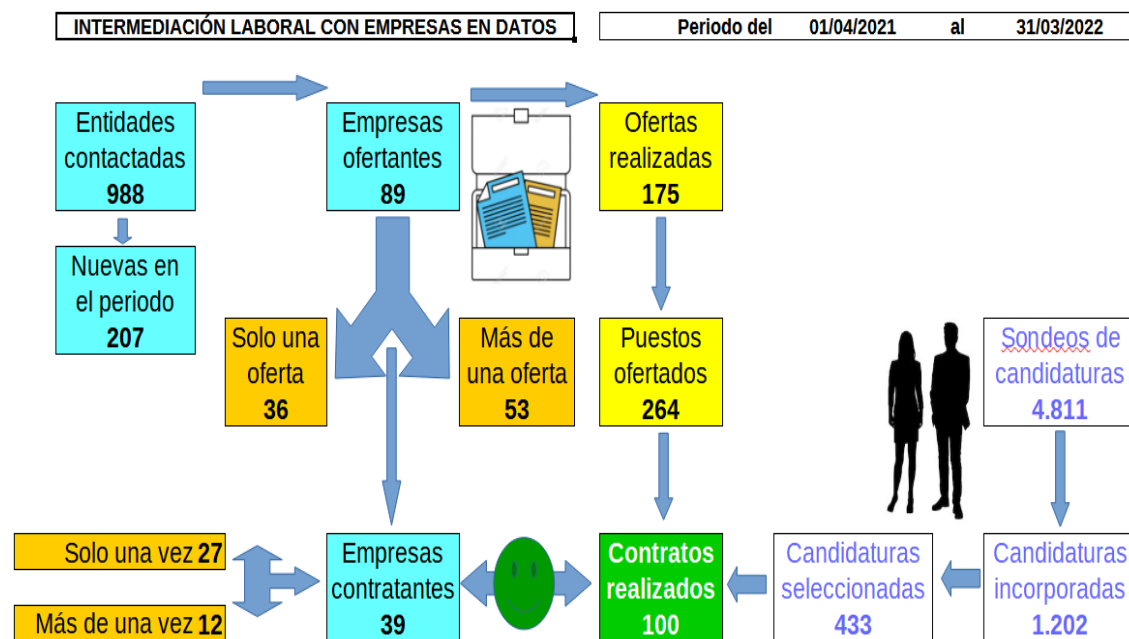 INTERMEDIACIÓN LABORAL CON EMPRESAS EN DATOS
Periodo del 01/04/2021 al 31/03/2022
Entidades
contactadas
988
Empresas
ofertantes
89
Ofertas
realizadas
175
Nuevas en
el periodo
207
Solo una
oferta
36
Más de
una oferta
53
Puestos
ofertados
264
Sondeos de
candidaturas
4.811
Solo una vez 27
Más de una vez 12
Empresas
contratantes
39
Contratos
realizados
100
Candidaturas
seleccionadas
433
Candidaturas
incorporadas
1.202